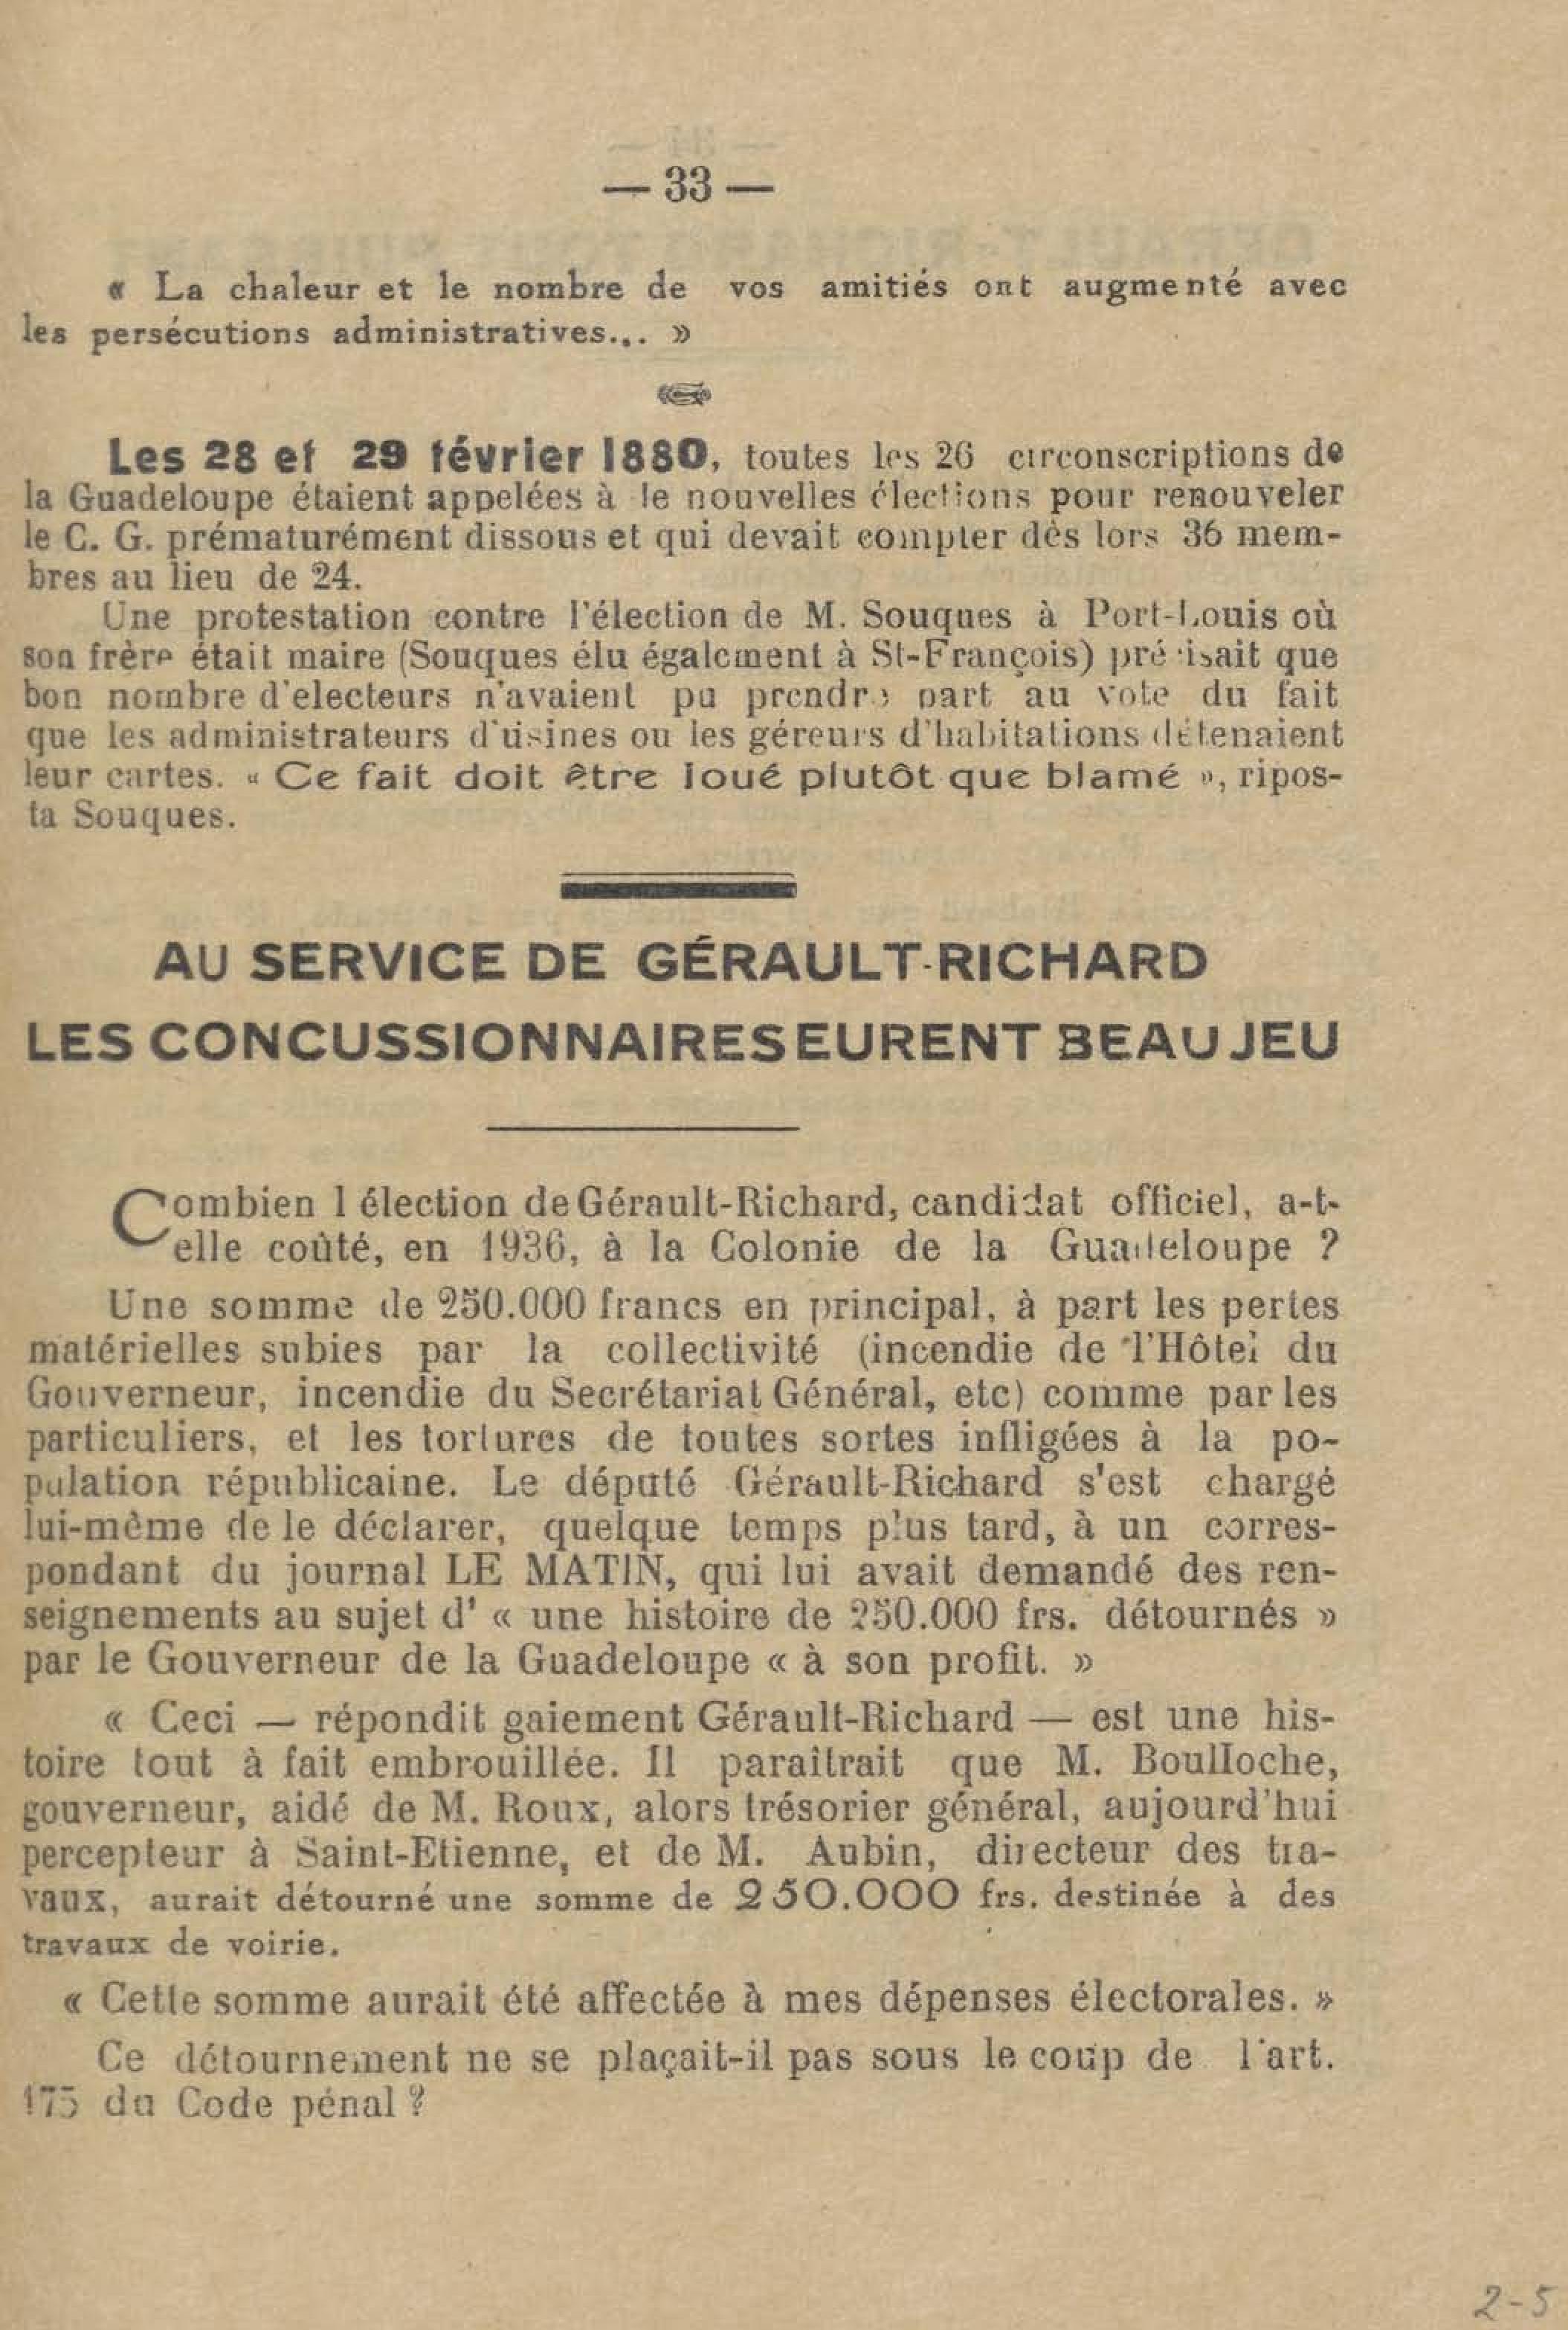 — 33 —
« La chaleur et le nombre de vos amitiés ont augmenté avec
les persécutions administratives... »
Les 28 et 29 février 1880, toutes les 26 circonscriptions de
la Guadeloupe étaient appelées à de nouvelles élections pour renouveler
le C. G. prématurément dissous et qui devait compter dès lors 36 mem-
bres au lieu de 24.
Une protestation contre l'élection de M. Souques à Port-Louis où
son frère était maire (Souques élu également à St-François) précisait que
bon nombre d'electeurs n'avaient pu prendre part au vote du fait
que les administrateurs d'usines ou les géreurs d'habitations détenaient
leur cartes. « Ce fait doit être loué plutôt que blamé », ripos-
ta Souques.
AU SERVICE DE GÉRAULT-RICHARD
LES CONCUSSIONNAIRES EURENT BEAU JEU
Combien l élection de Gérault-Richard, candidat officiel, a-t-
elle coûté, en 1936, à la Colonie de la Guadeloupe ?
Une somme de 250.000 francs en principal, à part les pertes
matérielles subies par la collectivité (incendie de l'Hôtel du
Gouverneur, incendie du Secrétariat Général, etc) comme par les
particuliers, et les tortures de toutes sortes infligées à la po-
pulation républicaine. Le député Gérault-Richard s'est chargé
lui-même de le déclarer, quelque temps plus tard, à un corres-
pondant du journal LE MATIN, qui lui avait demandé des ren-
seignements au sujet d' « une histoire de 250.000 frs. détournés »
par le Gouverneur de la Guadeloupe « à son profit. »
« Ceci — répondit gaiement Gérault-Richard — est une his-
toire tout à fait embrouillée. Il paraîtrait que M. Boulloche,
gouverneur, aidé de M. Roux, alors trésorier général, aujourd'hui
percepteur à Saint-Etienne, et de M. Aubin, directeur des tra-
vaux, aurait détourné une somme de 250.000 frs. destinée à des
travaux de voirie.
« Cette somme aurait été affectée à mes dépenses électorales. »
Ce détournement ne se plaçait-il pas sous le coup de l'art.
175 du Code pénal ?
2-5